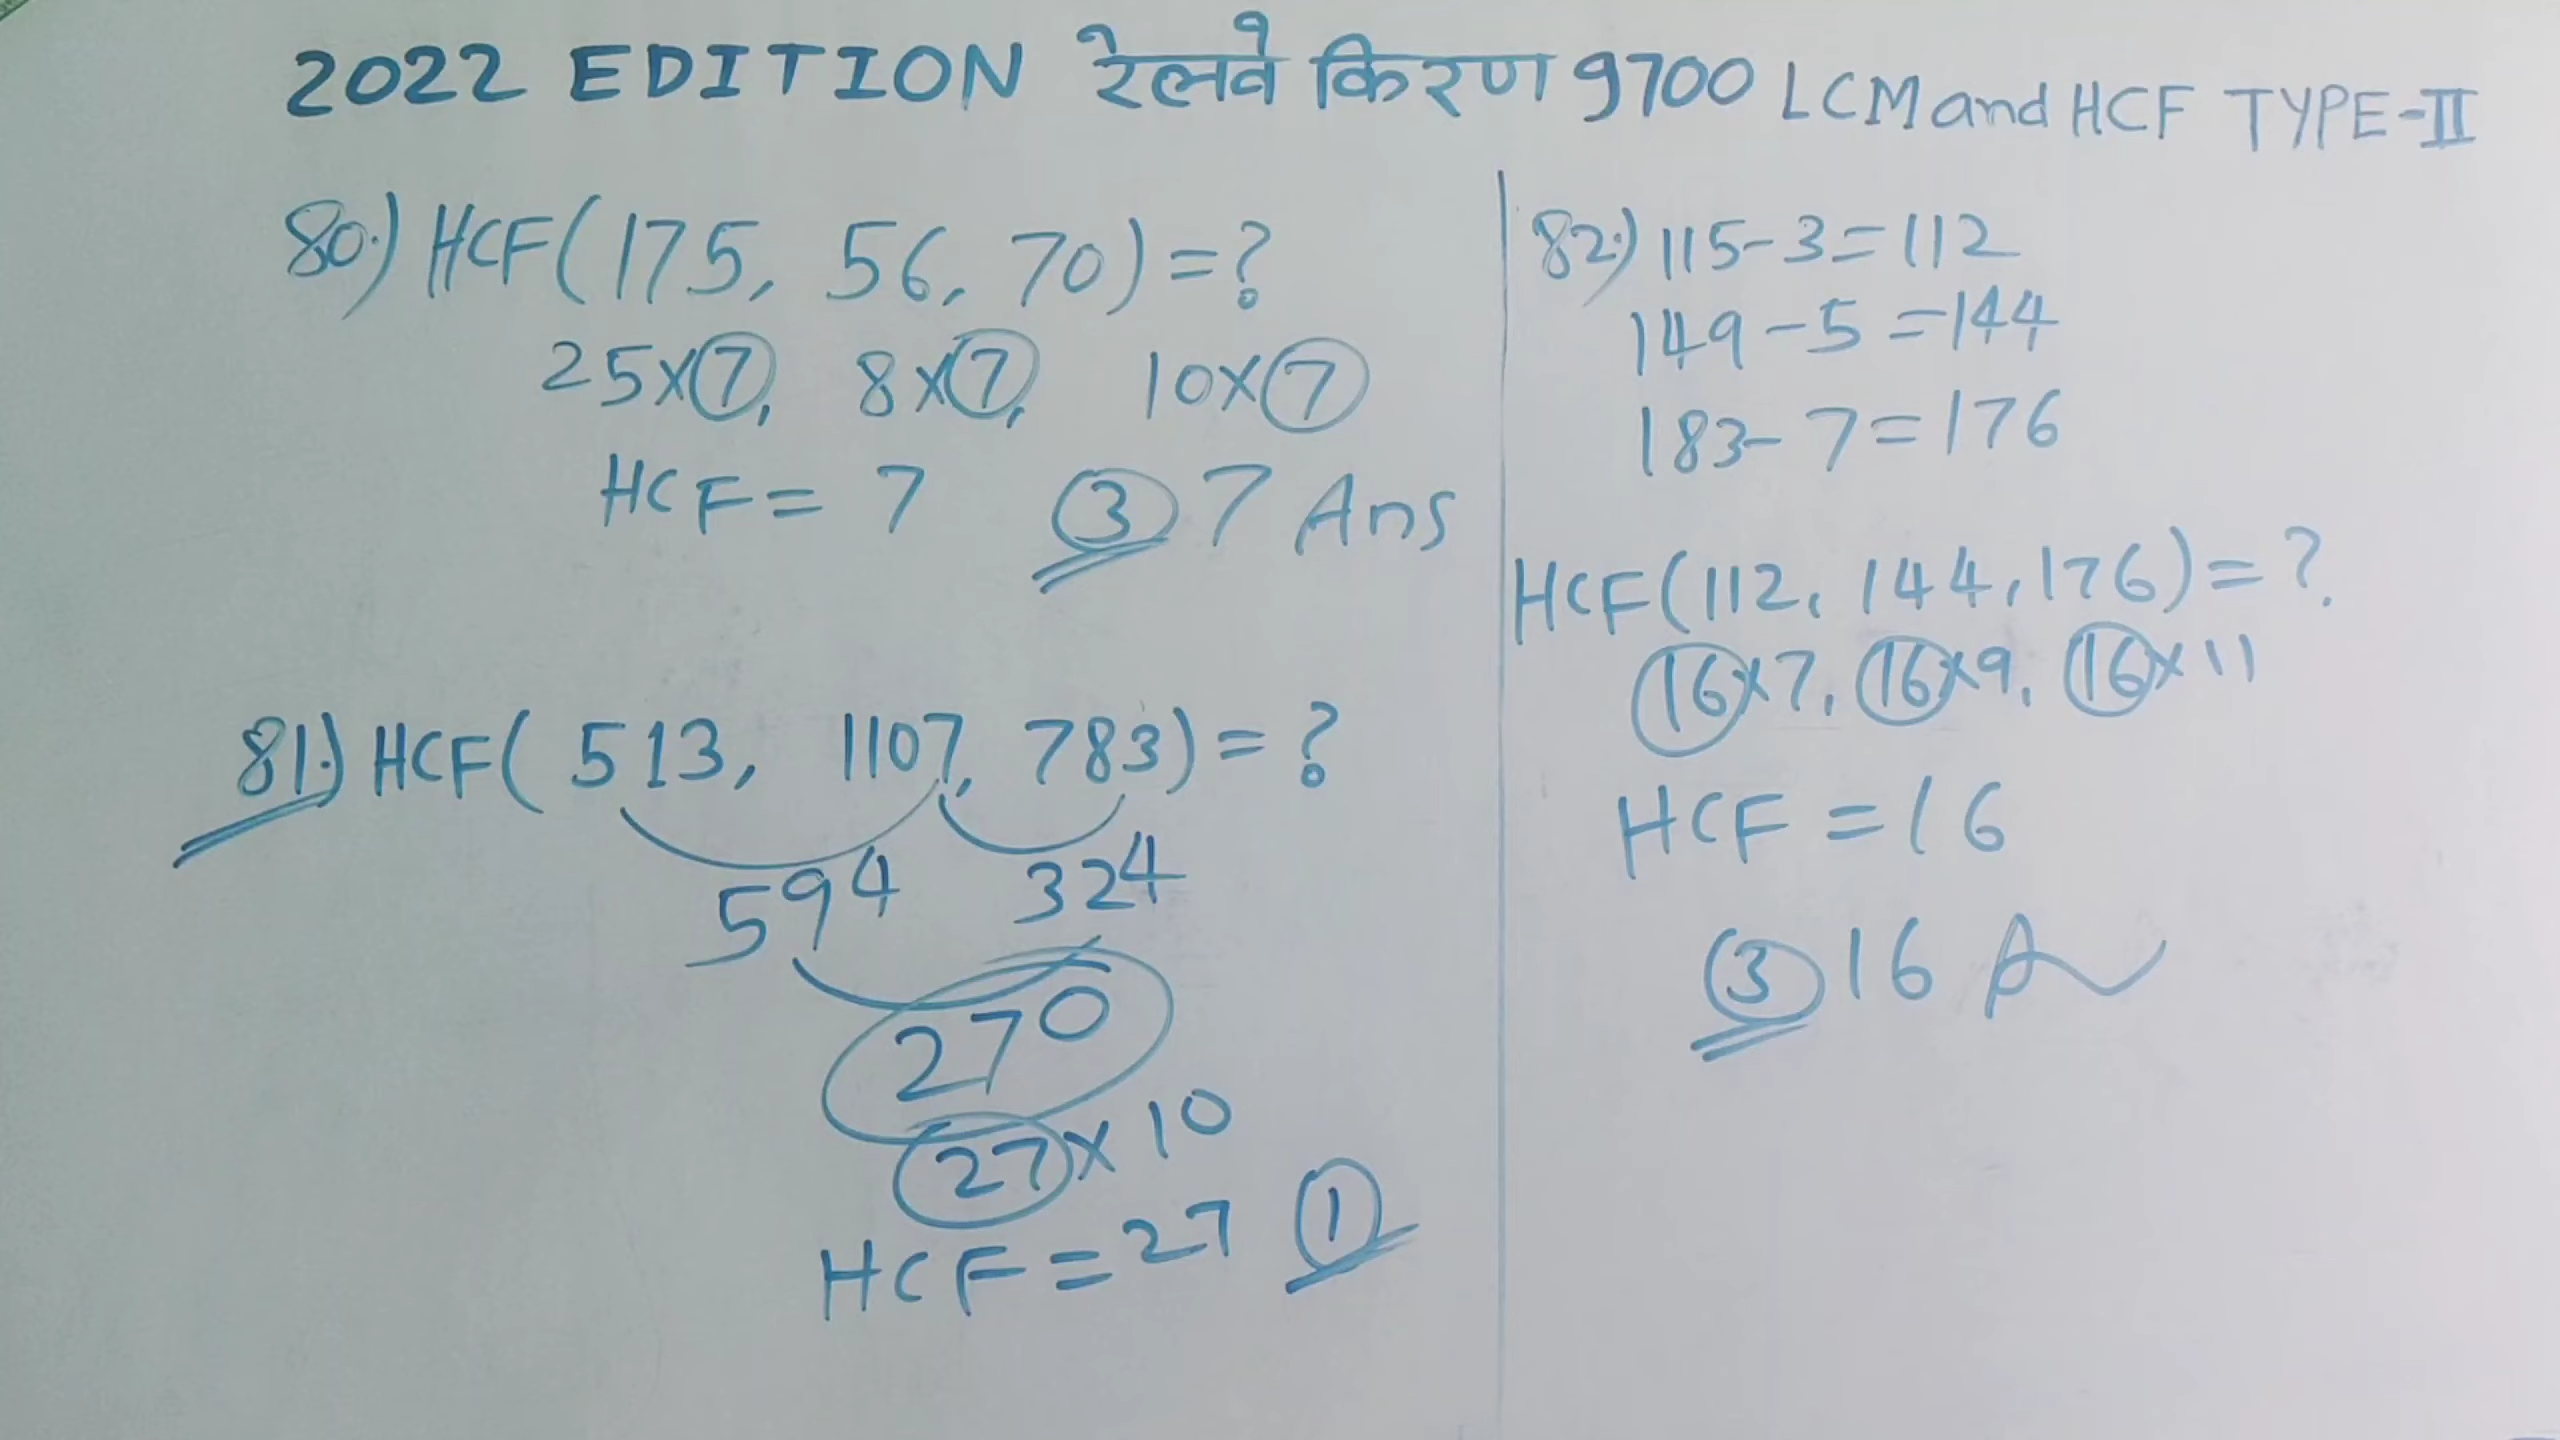 2022 EDITION रेलवे किरण 9700 LCM and HCF TYPE-II
80.) HCF(175, 56, 70) = ?
25×7, 8×7, 10×7
HCF = 7 3 7 Ans
81.) HCF( 513, 1107, 783) = ?
594 324
270
27×10
HCF = 27 1
82.) 115-3=112
149-5=144
183-7=176
HCF(112, 144, 176) = ?
16×7, 16×9, 16×11
HCF = 16
3 16 A